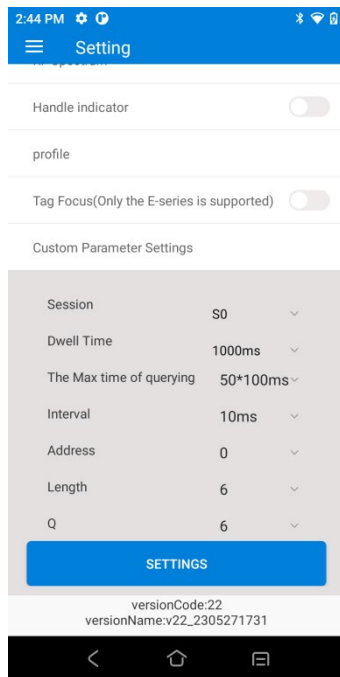 2:44 PM
Setting
Handle indicator
profile
Tag Focus(Only the E-series is supported)
Custom Parameter Settings
Session S0
Dwell Time 1000ms
The Max time of querying 50*100ms
Interval 10ms
Address 0
Length 6
Q 6
SETTINGS
versionCode:22
versionName:v22_2305271731